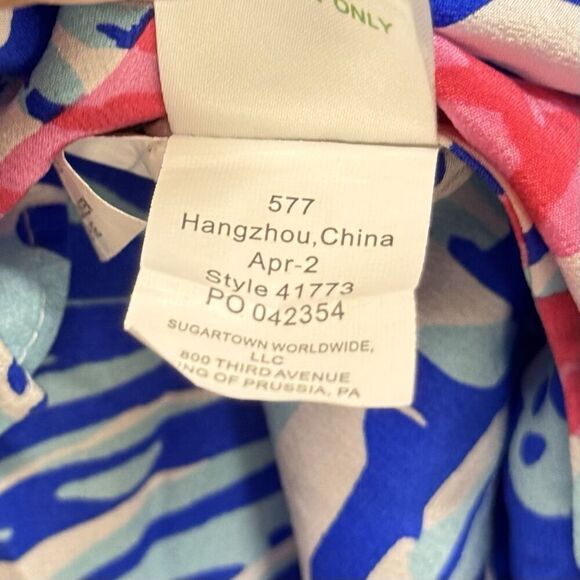 ONLY
577
Hangzhou,China
Apr-2
Style 41773
PO 042354
SUGARTOWN WORLDWIDE,
LLC
800 THIRD AVENUE
ING OF PRUSSIA, PA